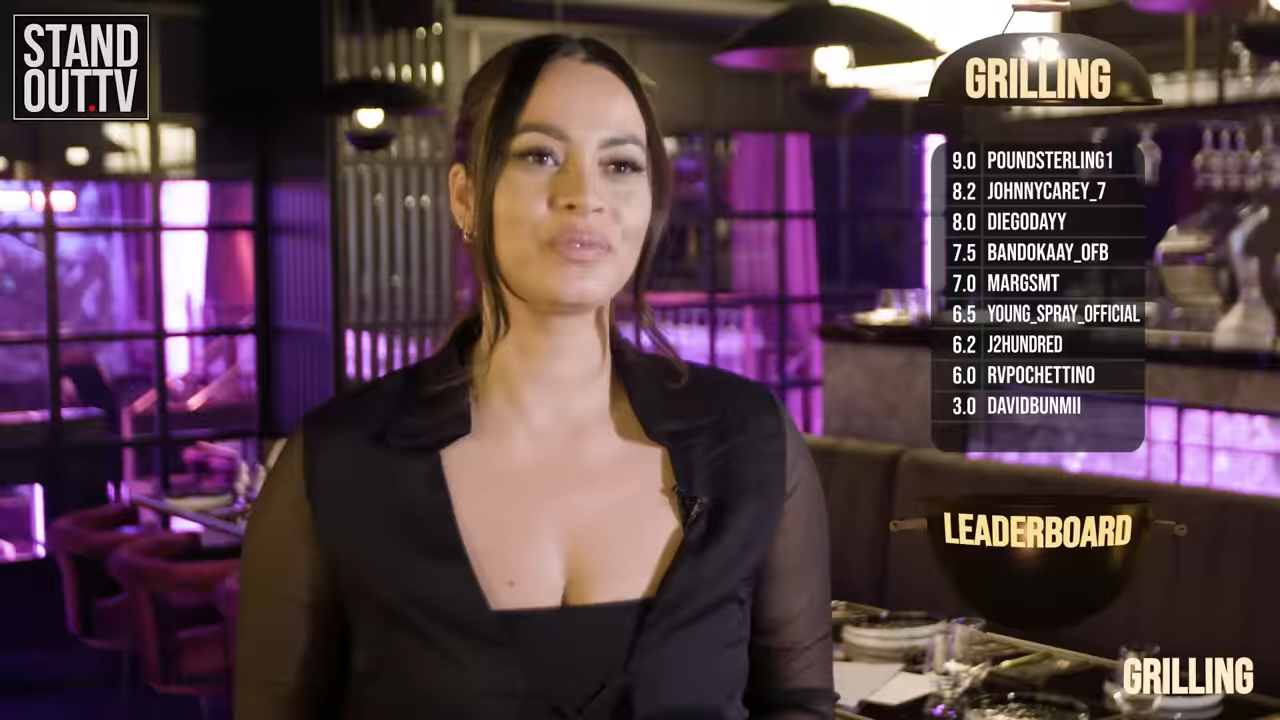 STAND
OUT.TV
GRILLING
9.0 POUNDSTERLING1
8.2 JOHNNYCAREY_7
8.0 DIEGODAYY
7.5 BANDOKAAY_OFB
7.0 MARGSMT
6.5 YOUNG_SPRAY_OFFICIAL
6.2 J2HUNDRED
6.0 RVPOCHETTINO
3.0 DAVIDBUNMII
LEADERBOARD
GRILLING